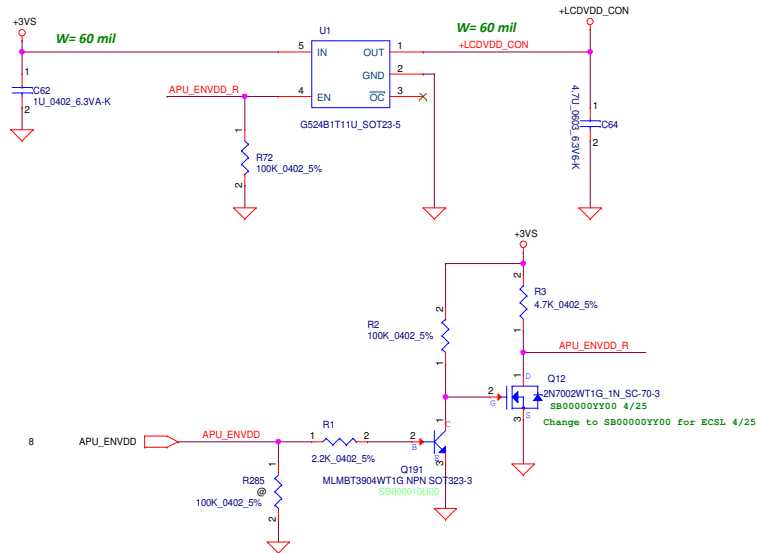 +3VS
W= 60 mil
U1
W= 60 mil
+LCDVDD_CON
5 IN OUT 1
+LCDVDD_CON
GND 2
1
C62
1U_0402_6.3VA-K
2
APU_ENVDD_R
4 EN OC 3
G524B1T11U_SOT23-5
1
R72
100K_0402_5%
2
4.7U_0603_6.3V6-K
1
C64
2
+3VS
2
R3
4.7K_0402_5%
1
2
R2
100K_0402_5%
1
APU_ENVDD_R
1 D
Q12
2N7002WT1G_1N_SC-70-3
2
G
S
3
SB00000YY00 4/25
Change to SB00000YY00 for ECSL 4/25
8 APU_ENVDD
APU_ENVDD
R1
1 2
2.2K_0402_5%
2
B
1
C
E
3
Q191
MLMBT3904WT1G NPN SOT323-3
SB000010U00
1
R285
@
100K_0402_5%
2